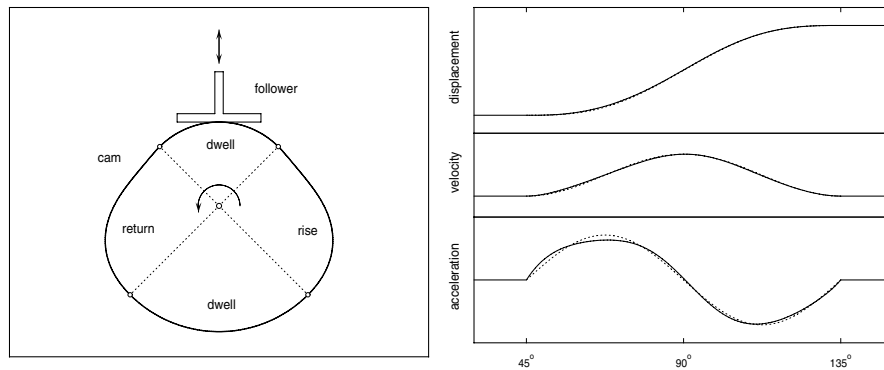 follower
dwell
cam
return
rise
dwell
displacement
velocity
acceleration
45°
90°
135°